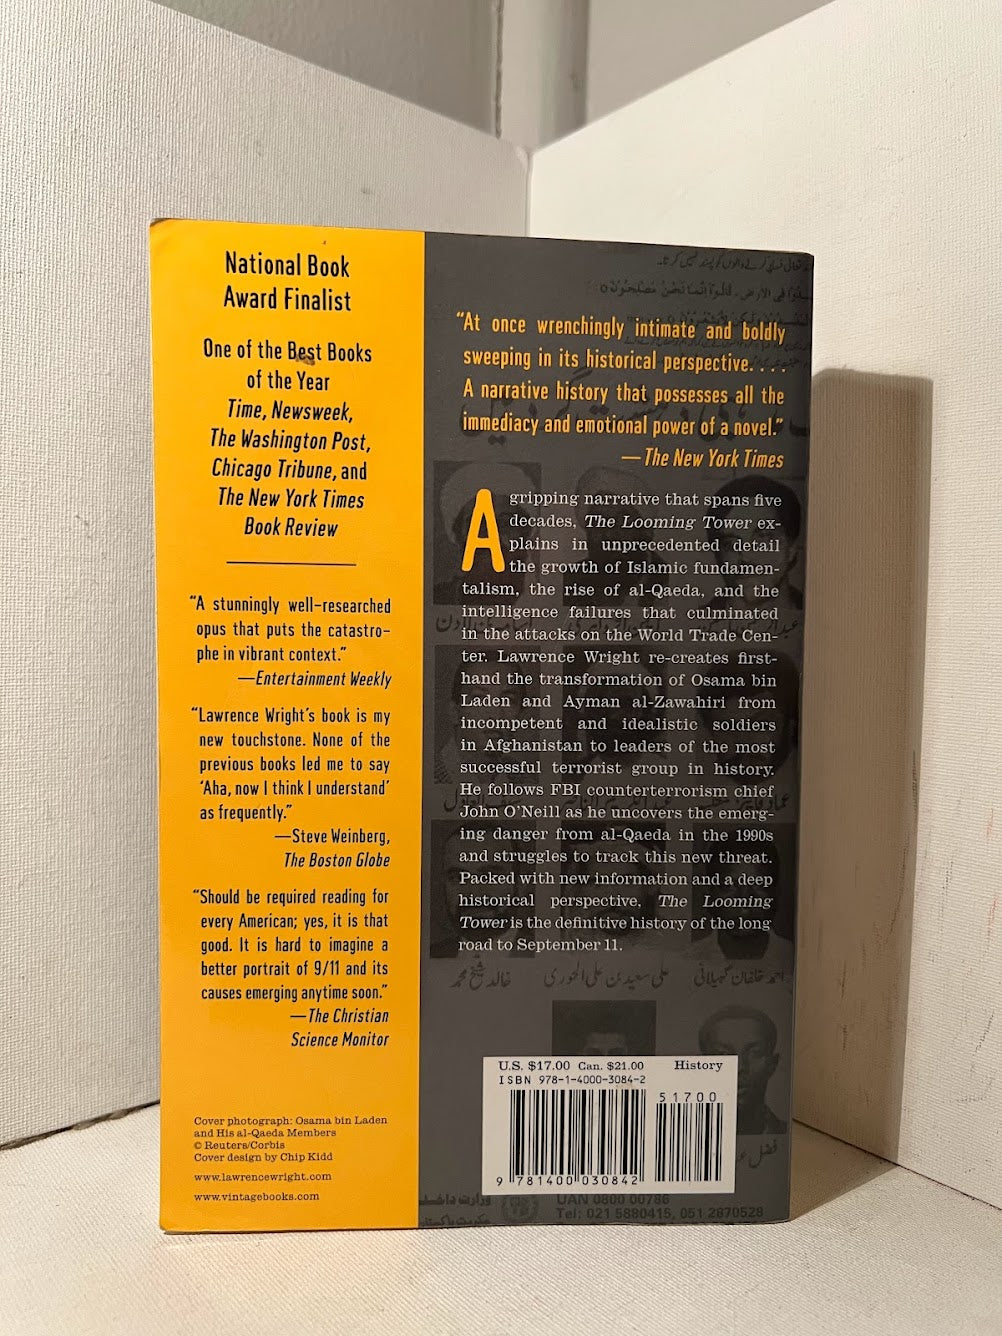 National Book
Award Finalist
One of the Best Books
of the Year
Time, Newsweek,
The Washington Post,
Chicago Tribune, and
The New York Times
Book Review
“A stunningly well–researched
opus that puts the catastro–
phe in vibrant context.”
—Entertainment Weekly
“Lawrence Wright’s book is my
new touchstone. None of the
previous books led me to say
‘Aha, now I think I understand’
as frequently.”
—Steve Weinberg,
The Boston Globe
“Should be required reading for
every American; yes, it is that
good. It is hard to imagine a
better portrait of 9/11 and its
causes emerging anytime soon.”
—The Christian
Science Monitor
Cover photograph: Osama bin Laden
and His al-Qaeda Members
© Reuters/Corbis
Cover design by Chip Kidd
www.lawrencewright.com
www.vintagebooks.com
“At once wrenchingly intimate and boldly
sweeping in its historical perspective. . . .
A narrative history that possesses all the
immediacy and emotional power of a novel.”
—The New York Times
A gripping narrative that spans five
decades, The Looming Tower ex-
plains in unprecedented detail
the growth of Islamic fundamen-
talism, the rise of al-Qaeda, and the
intelligence failures that culminated
in the attacks on the World Trade Cen-
ter. Lawrence Wright re-creates first-
hand the transformation of Osama bin
Laden and Ayman al-Zawahiri from
incompetent and idealistic soldiers
in Afghanistan to leaders of the most
successful terrorist group in history.
He follows FBI counterterrorism chief
John O’Neill as he uncovers the emerg-
ing danger from al-Qaeda in the 1990s
and struggles to track this new threat.
Packed with new information and a deep
historical perspective, The Looming
Tower is the definitive history of the long
road to September 11.
احمد خلفان گھیلانی
علی سعید بن علی الحوری
خالد شیخ محمد
U.S. $17.00 Can. $21.00 History
ISBN 978-1-4000-3084-2
51700
9 781400 030842
فضل
وزارت داخلہ
UAN 0800 00786
Tel: 021 5880415, 051 2870528